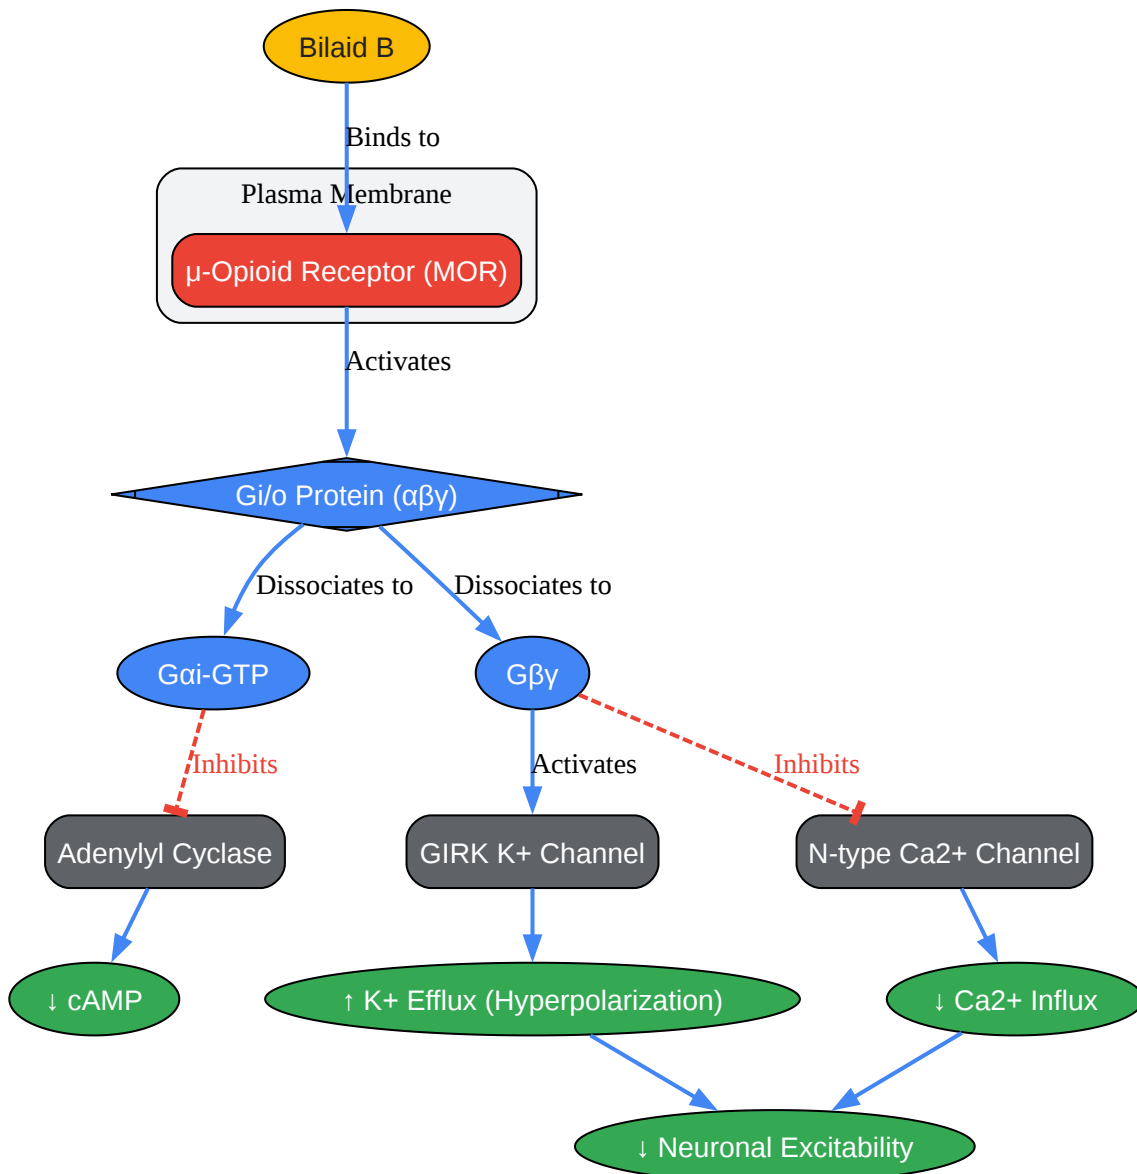 Bilaid B
Binds to
Plasma Membrane
μ-Opioid Receptor (MOR)
Activates
Gi/o Protein (αβγ)
Dissociates to
Dissociates to
Gαi-GTP
Gβγ
Inhibits
Activates
Inhibits
Adenylyl Cyclase
GIRK K+ Channel
N-type Ca2+ Channel
↓ cAMP
↑ K+ Efflux (Hyperpolarization)
↓ Ca2+ Influx
↓ Neuronal Excitability